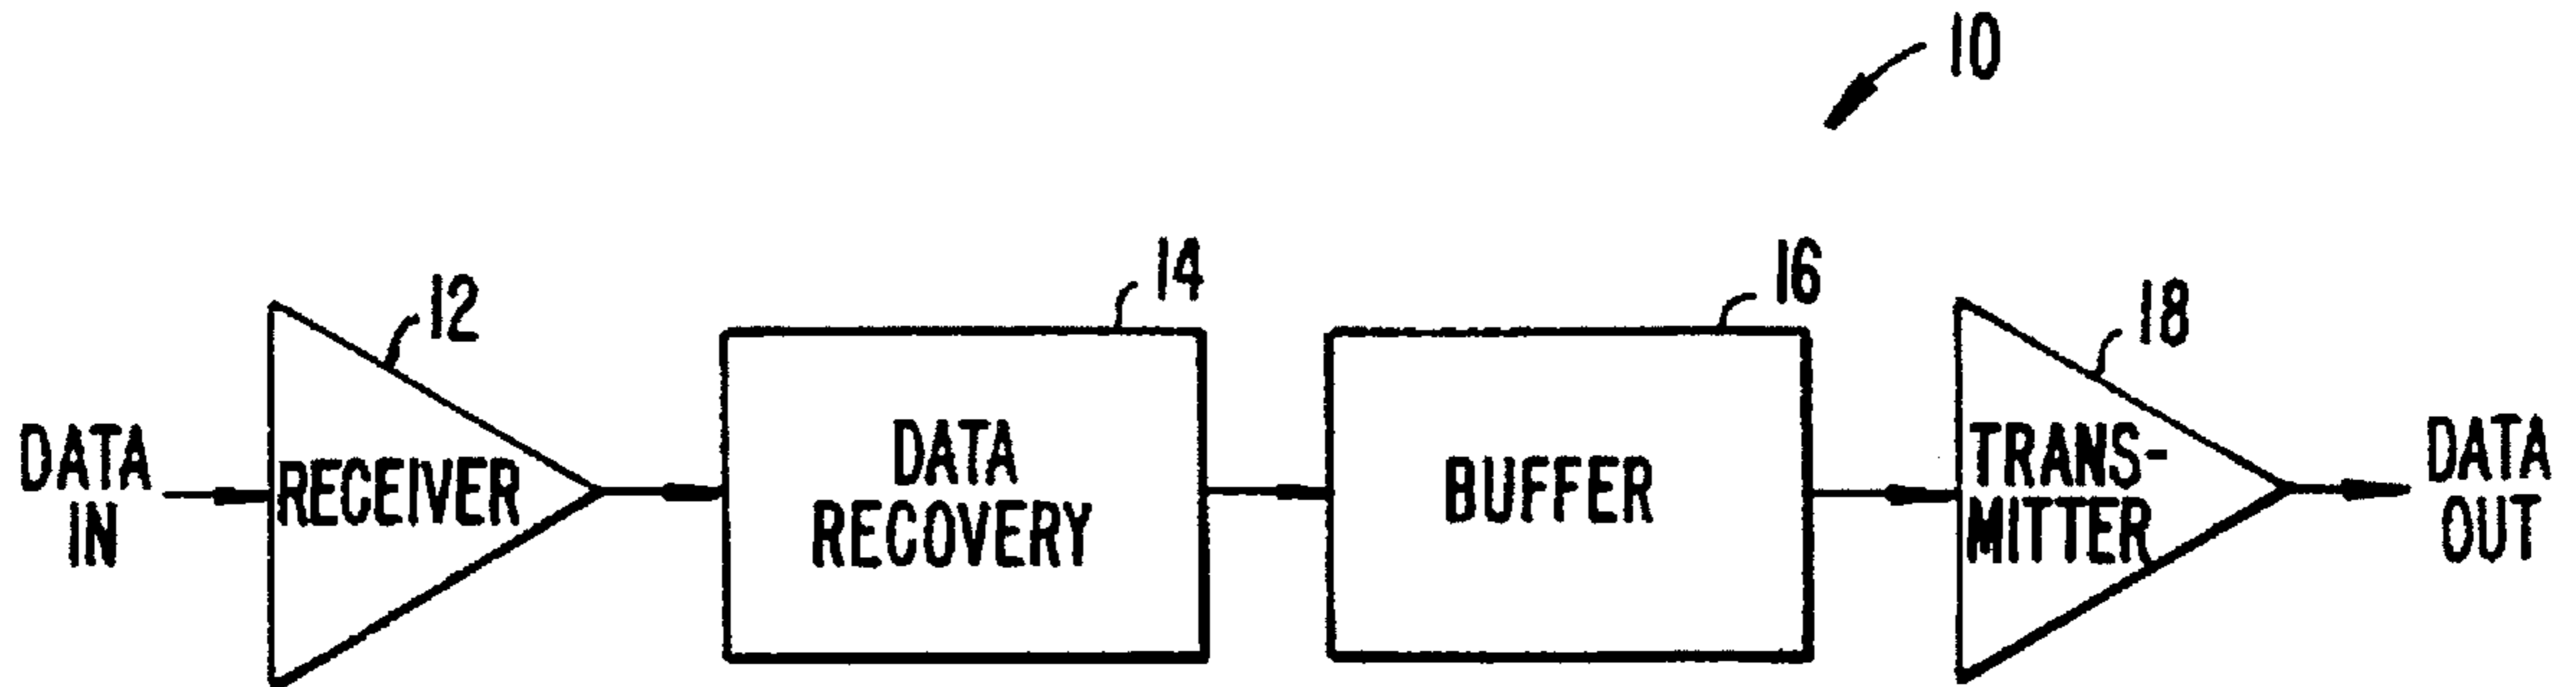 10
12
14
16
18
DATA
IN
RECEIVER
DATA
RECOVERY
BUFFER
TRANS-
MITTER
DATA
OUT